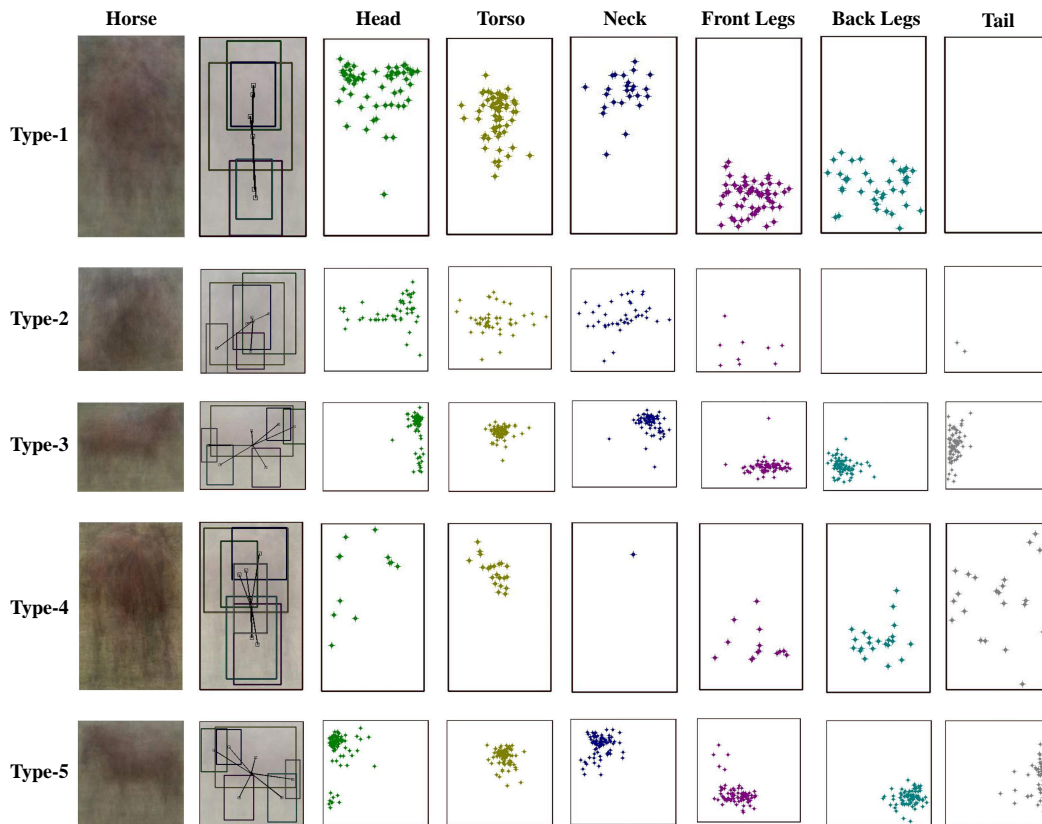 Horse Head Torso Neck Front Legs Back Legs Tail
Type-1
Type-2
Type-3
Type-4
Type-5